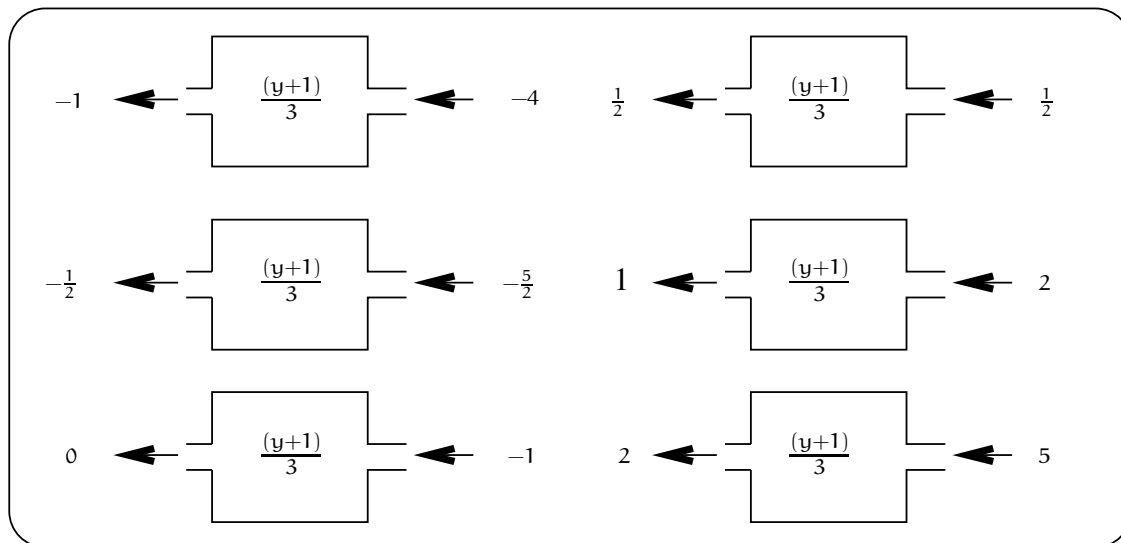 −1 (y+1)/3 −4 1/2 (y+1)/3 1/2
−1/2 (y+1)/3 −5/2 1 (y+1)/3 2
0 (y+1)/3 −1 2 (y+1)/3 5